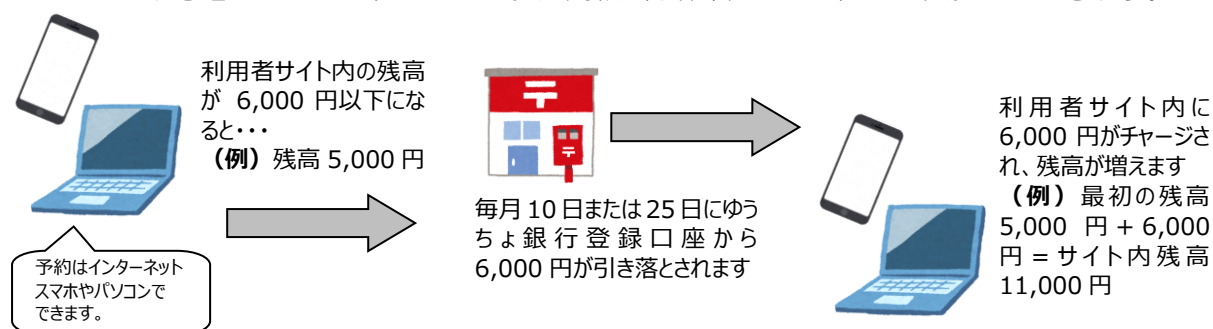 利用者サイト内の残高
が 6,000 円以下にな
ると・・・
（例）残高 5,000 円
予約はインターネット
スマホやパソコンで
できます。
毎月 10 日または 25 日にゆう
ちょ銀行登録口座から
6,000 円が引き落とされます
利用者サイト内に
6,000 円がチャージさ
れ、残高が増えます
（例）最初の残高
5,000 円 + 6,000
円 = サイト内残高
11,000 円